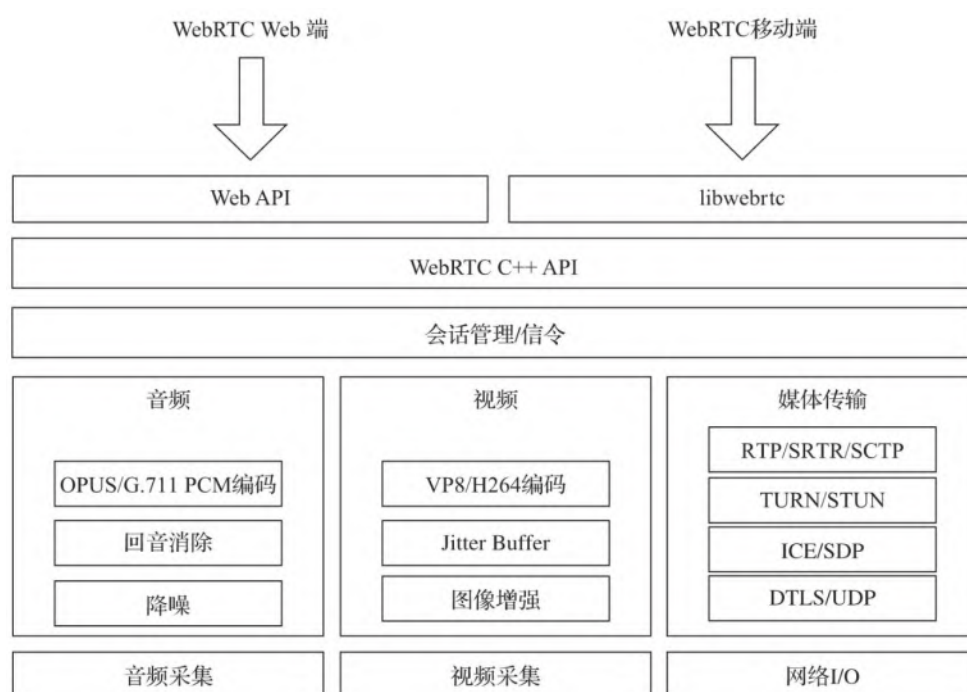 WebRTC Web 端
WebRTC移动端
Web API
libwebrtc
WebRTC C++ API
会话管理/信令
音频
OPUS/G.711 PCM编码
回音消除
降噪
视频
VP8/H264编码
Jitter Buffer
图像增强
媒体传输
RTP/SRTR/SCTP
TURN/STUN
ICE/SDP
DTLS/UDP
音频采集
视频采集
网络I/O